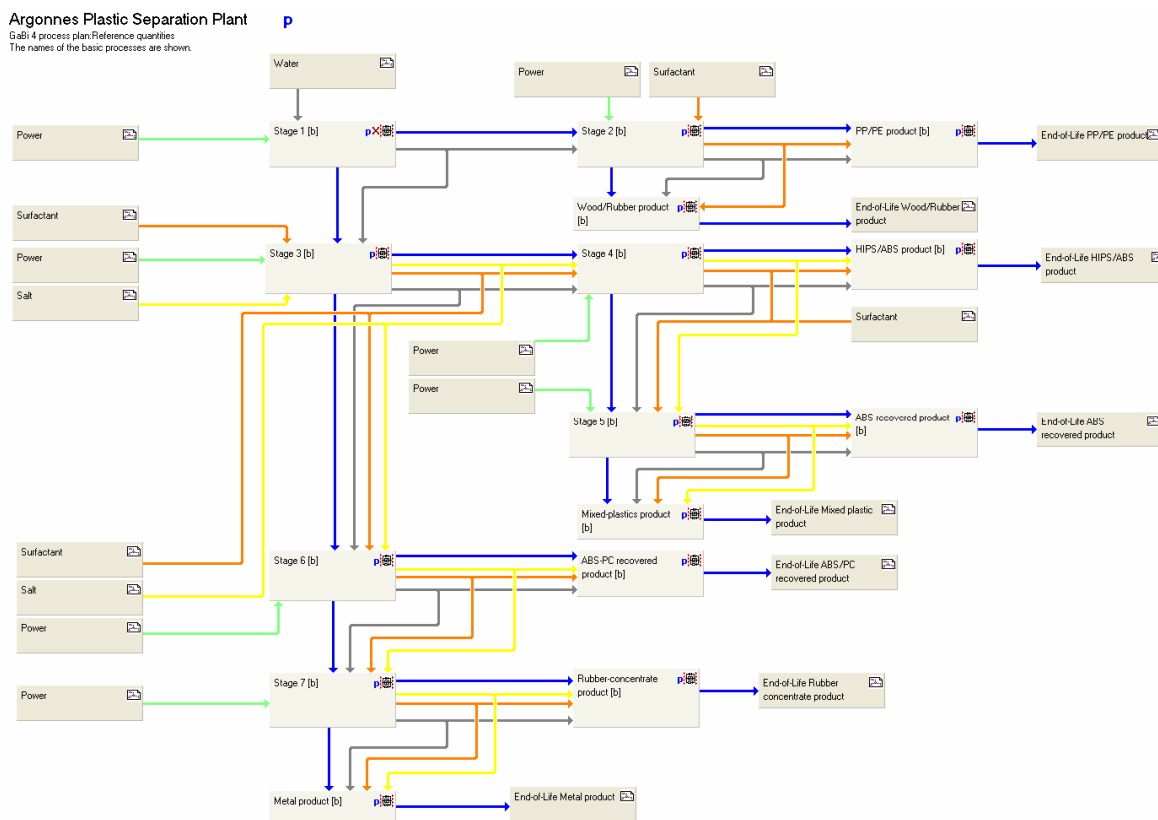 Argonnes Plastic Separation Plant
p
GaBi 4 process plan:Reference quantities
The names of the basic processes are shown.
Water
Power
Surfactant
Power
Stage 1 [b]
p
Stage 2 [b]
p
PP/PE product [b]
p
End-of-Life PP/PE product
Wood/Rubber product
[b]
p
End-of-Life Wood/Rubber
product
Surfactant
Power
Salt
Stage 3 [b]
p
Stage 4 [b]
p
HIPS/ABS product [b]
p
End-of-Life HIPS/ABS
product
Surfactant
Power
Power
Stage 5 [b]
p
ABS recovered product
[b]
p
End-of-Life ABS
recovered product
Mixed-plastics product
[b]
p
End-of-Life Mixed plastic
product
Surfactant
Salt
Power
Stage 6 [b]
p
ABS-PC recovered
product [b]
p
End-of-Life ABS/PC
recovered product
Power
Stage 7 [b]
p
Rubber-concentrate
product [b]
p
End-of-Life Rubber
concentrate product
Metal product [b]
p
End-of-Life Metal product